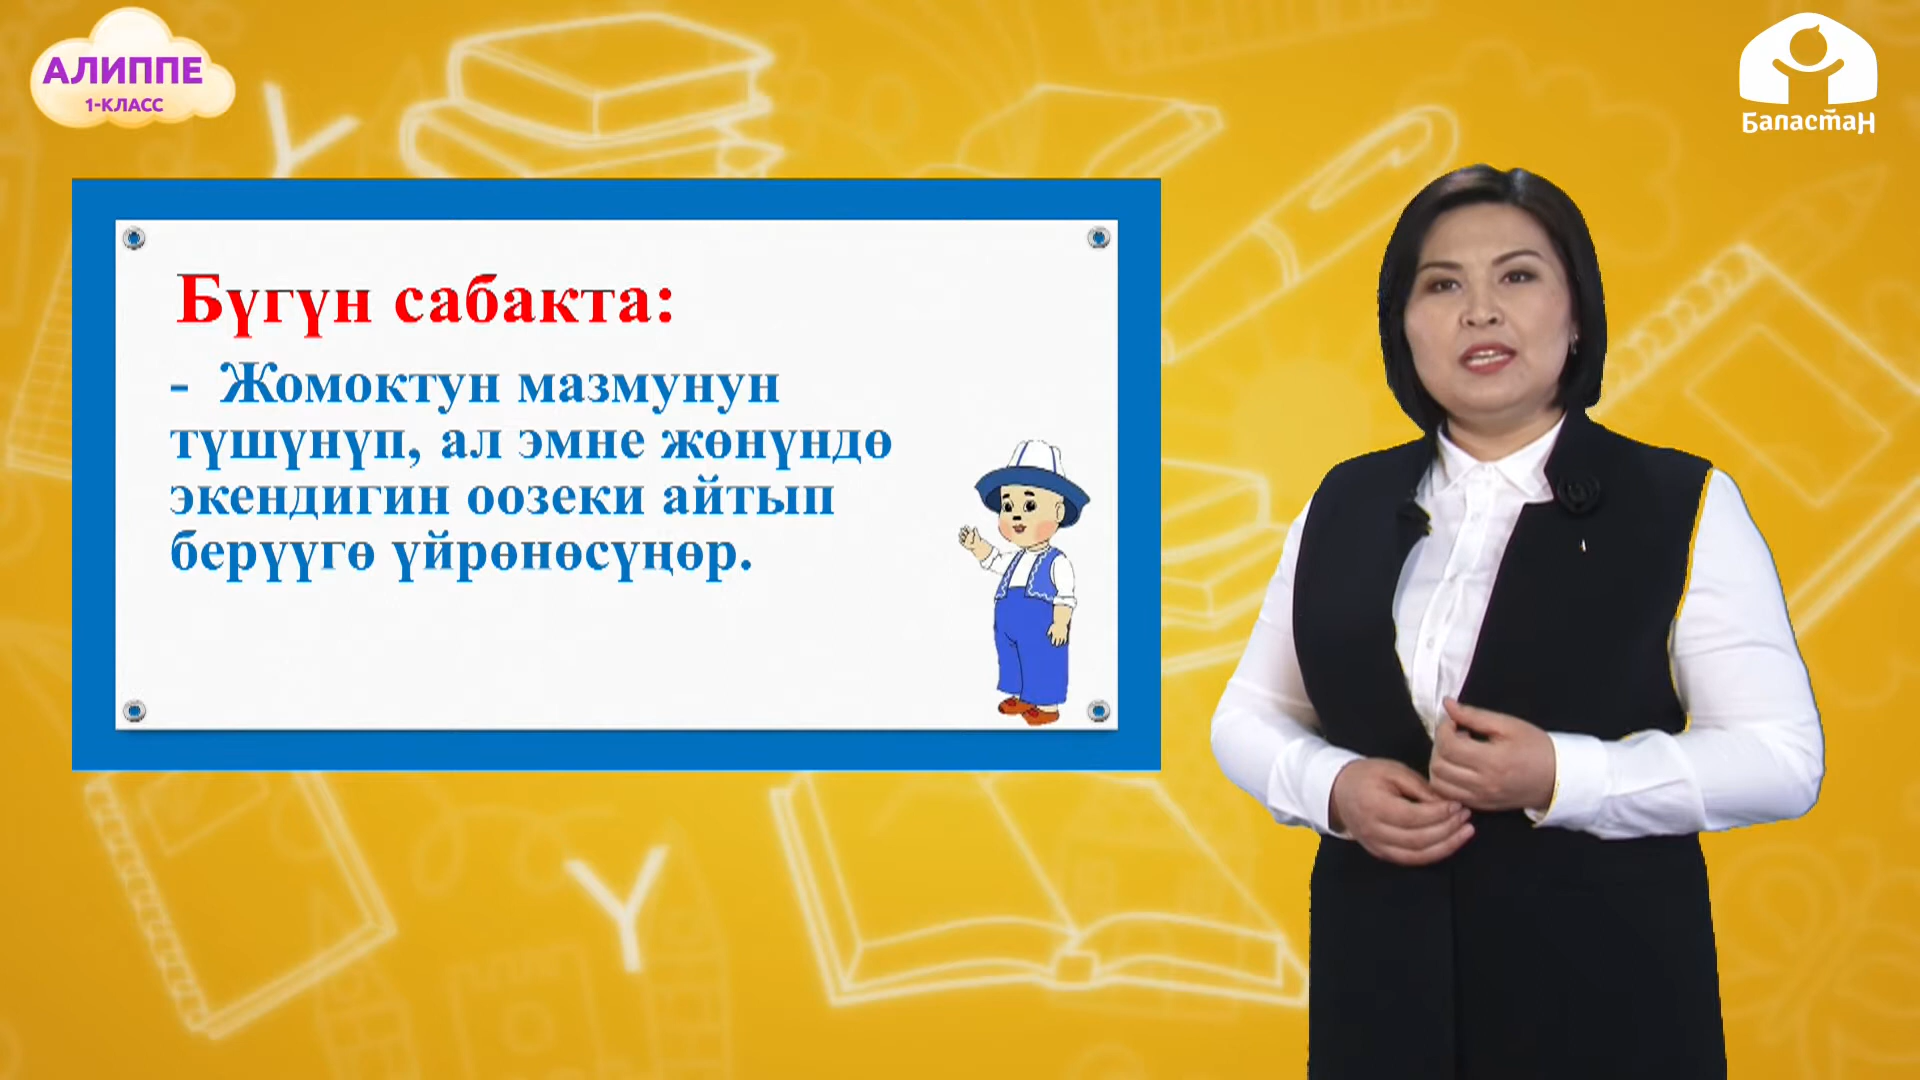 АЛИППЕ
1-КЛАСС
Баластан
Бүгүн сабакта:
- Жомоктун мазмунун
түшүнүп, ал эмне жөнүндө
экендигин оозеки айтып
берүүгө үйрөнөсүңөр.